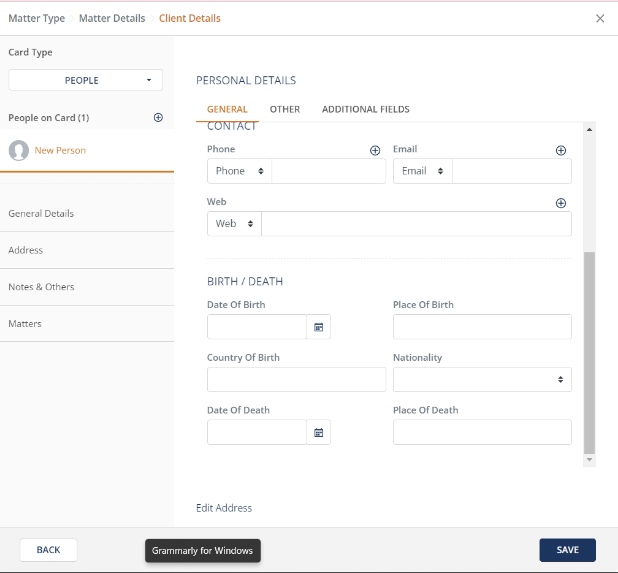 Matter Type Matter Details Client Details
Card Type
PEOPLE
People on Card (1)
New Person
General Details
Address
Notes & Others
Matters
PERSONAL DETAILS
GENERAL OTHER ADDITIONAL FIELDS
CONTACT
Phone Email
Phone Email
Web
Web
BIRTH / DEATH
Date Of Birth Place Of Birth
Country Of Birth Nationality
Date Of Death Place Of Death
Edit Address
BACK Grammarly for Windows SAVE